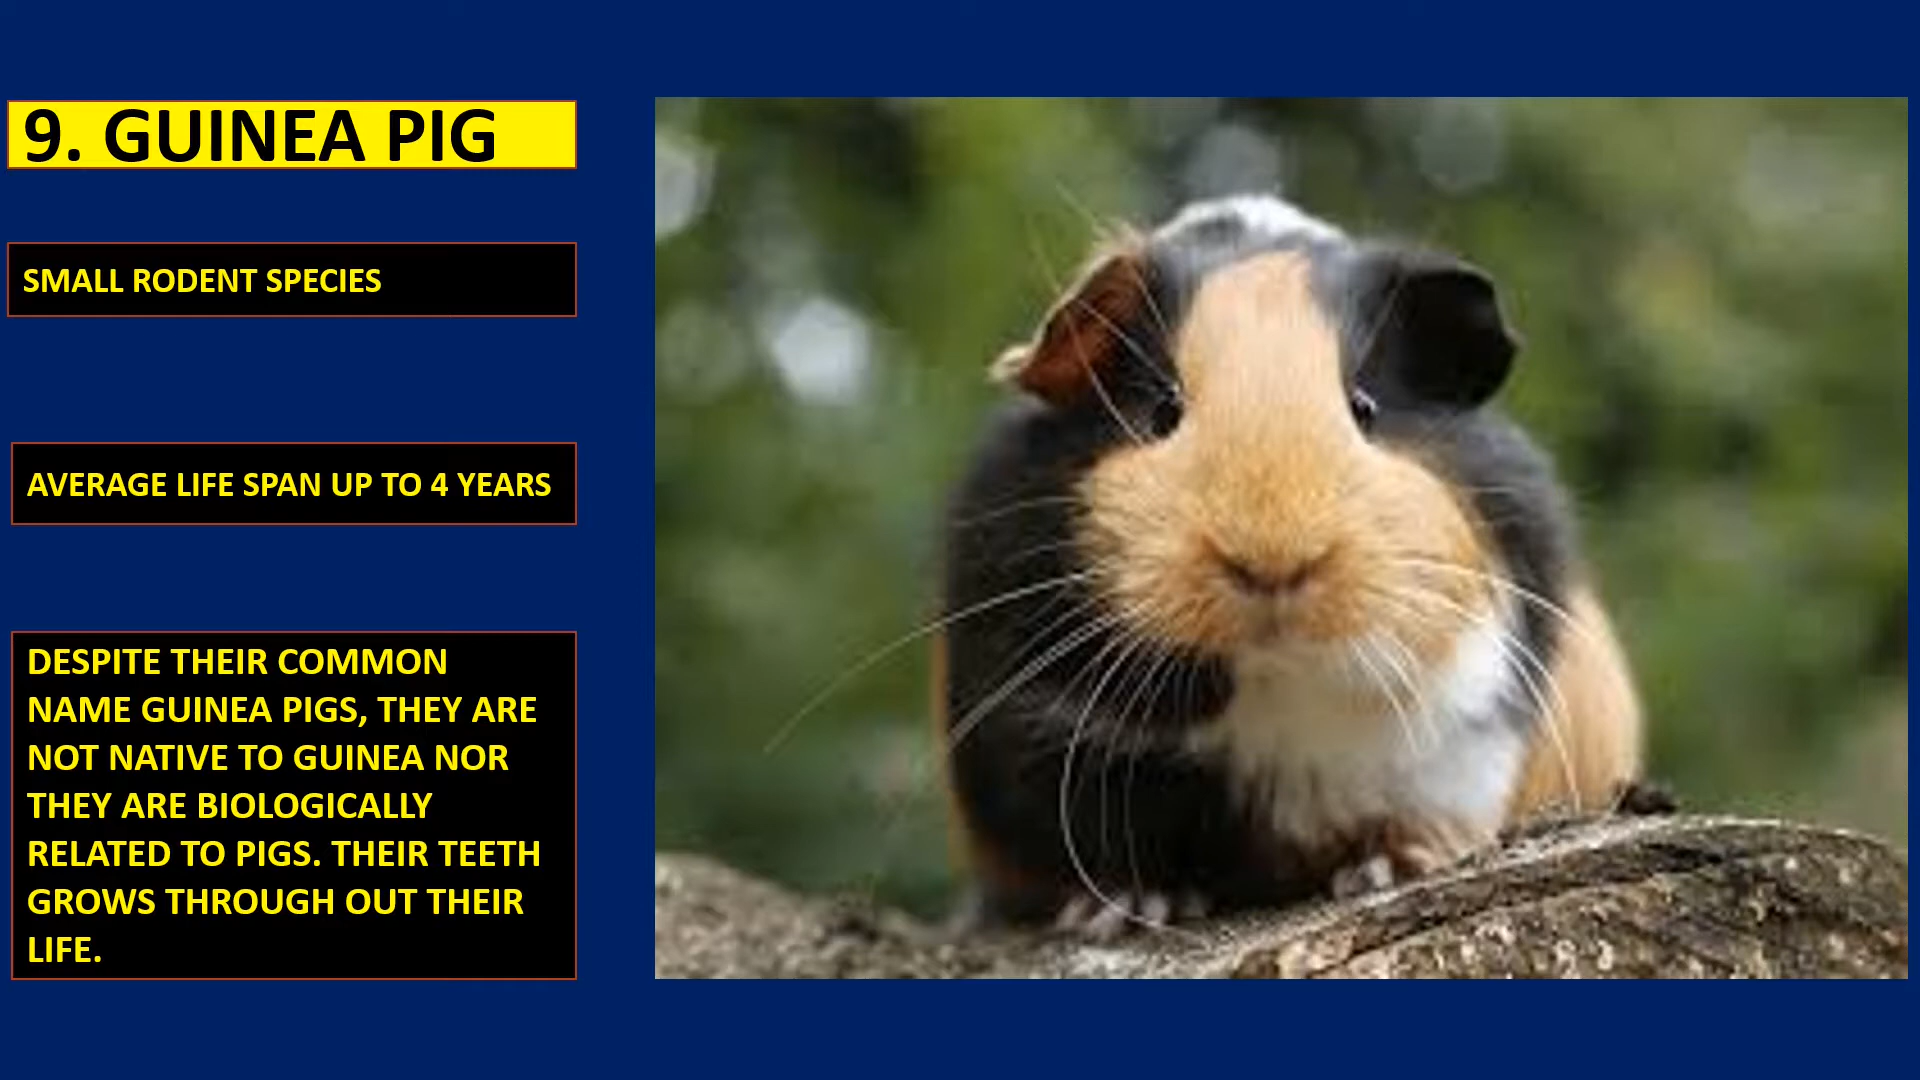 9. GUINEA PIG
SMALL RODENT SPECIES
AVERAGE LIFE SPAN UP TO 4 YEARS
DESPITE THEIR COMMON
NAME GUINEA PIGS, THEY ARE
NOT NATIVE TO GUINEA NOR
THEY ARE BIOLOGICALLY
RELATED TO PIGS. THEIR TEETH
GROWS THROUGH OUT THEIR
LIFE.